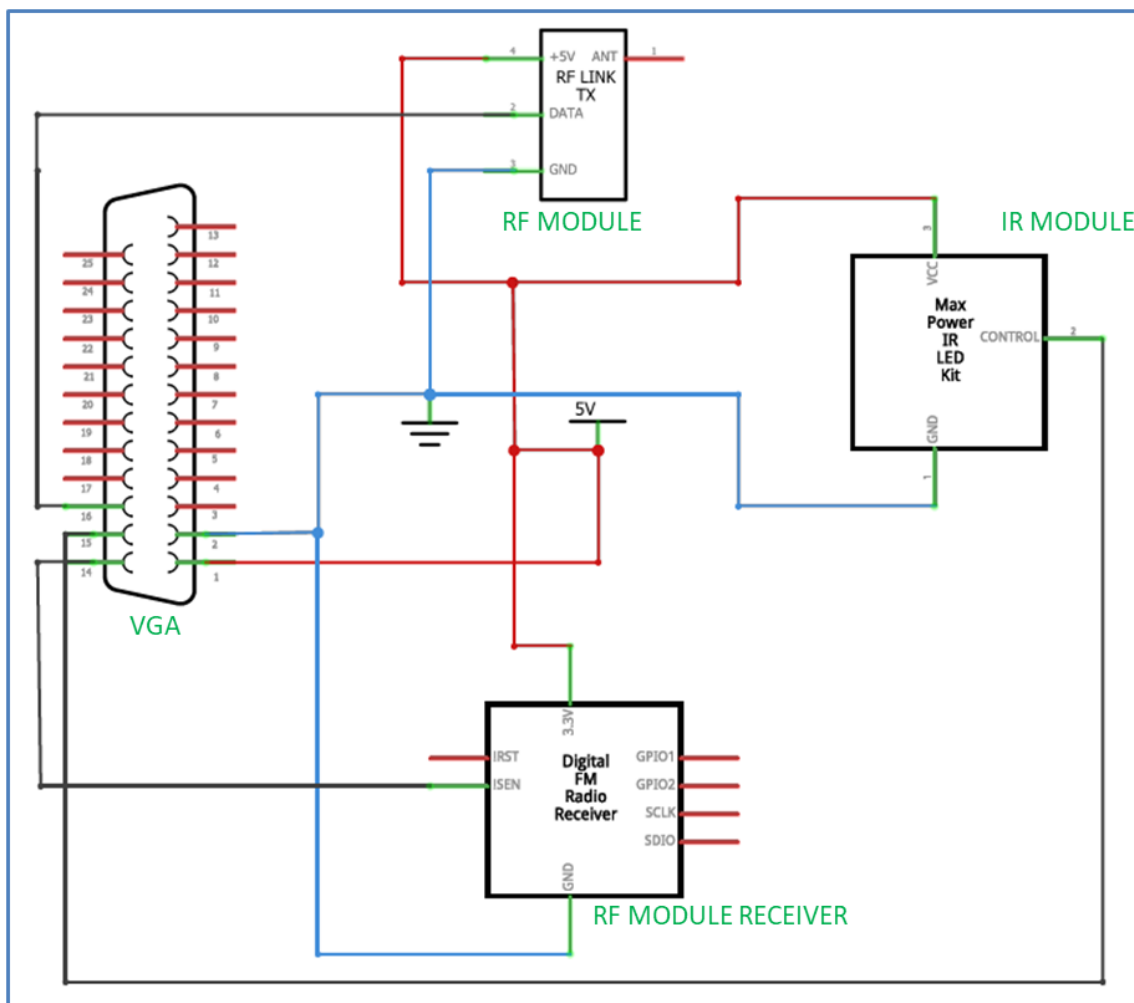 4
+5V
ANT
1
RF LINK
TX
2
DATA
3
GND
RF MODULE
IR MODULE
3
VCC
Max
Power
IR
LED
Kit
CONTROL
2
GND
1
5V
13
25
12
24
11
23
10
22
9
21
8
20
7
19
6
18
5
17
4
16
3
15
2
14
1
VGA
3.3V
IRST
ISEN
Digital
FM
Radio
Receiver
GPIO1
GPIO2
SCLK
SDIO
GND
RF MODULE RECEIVER